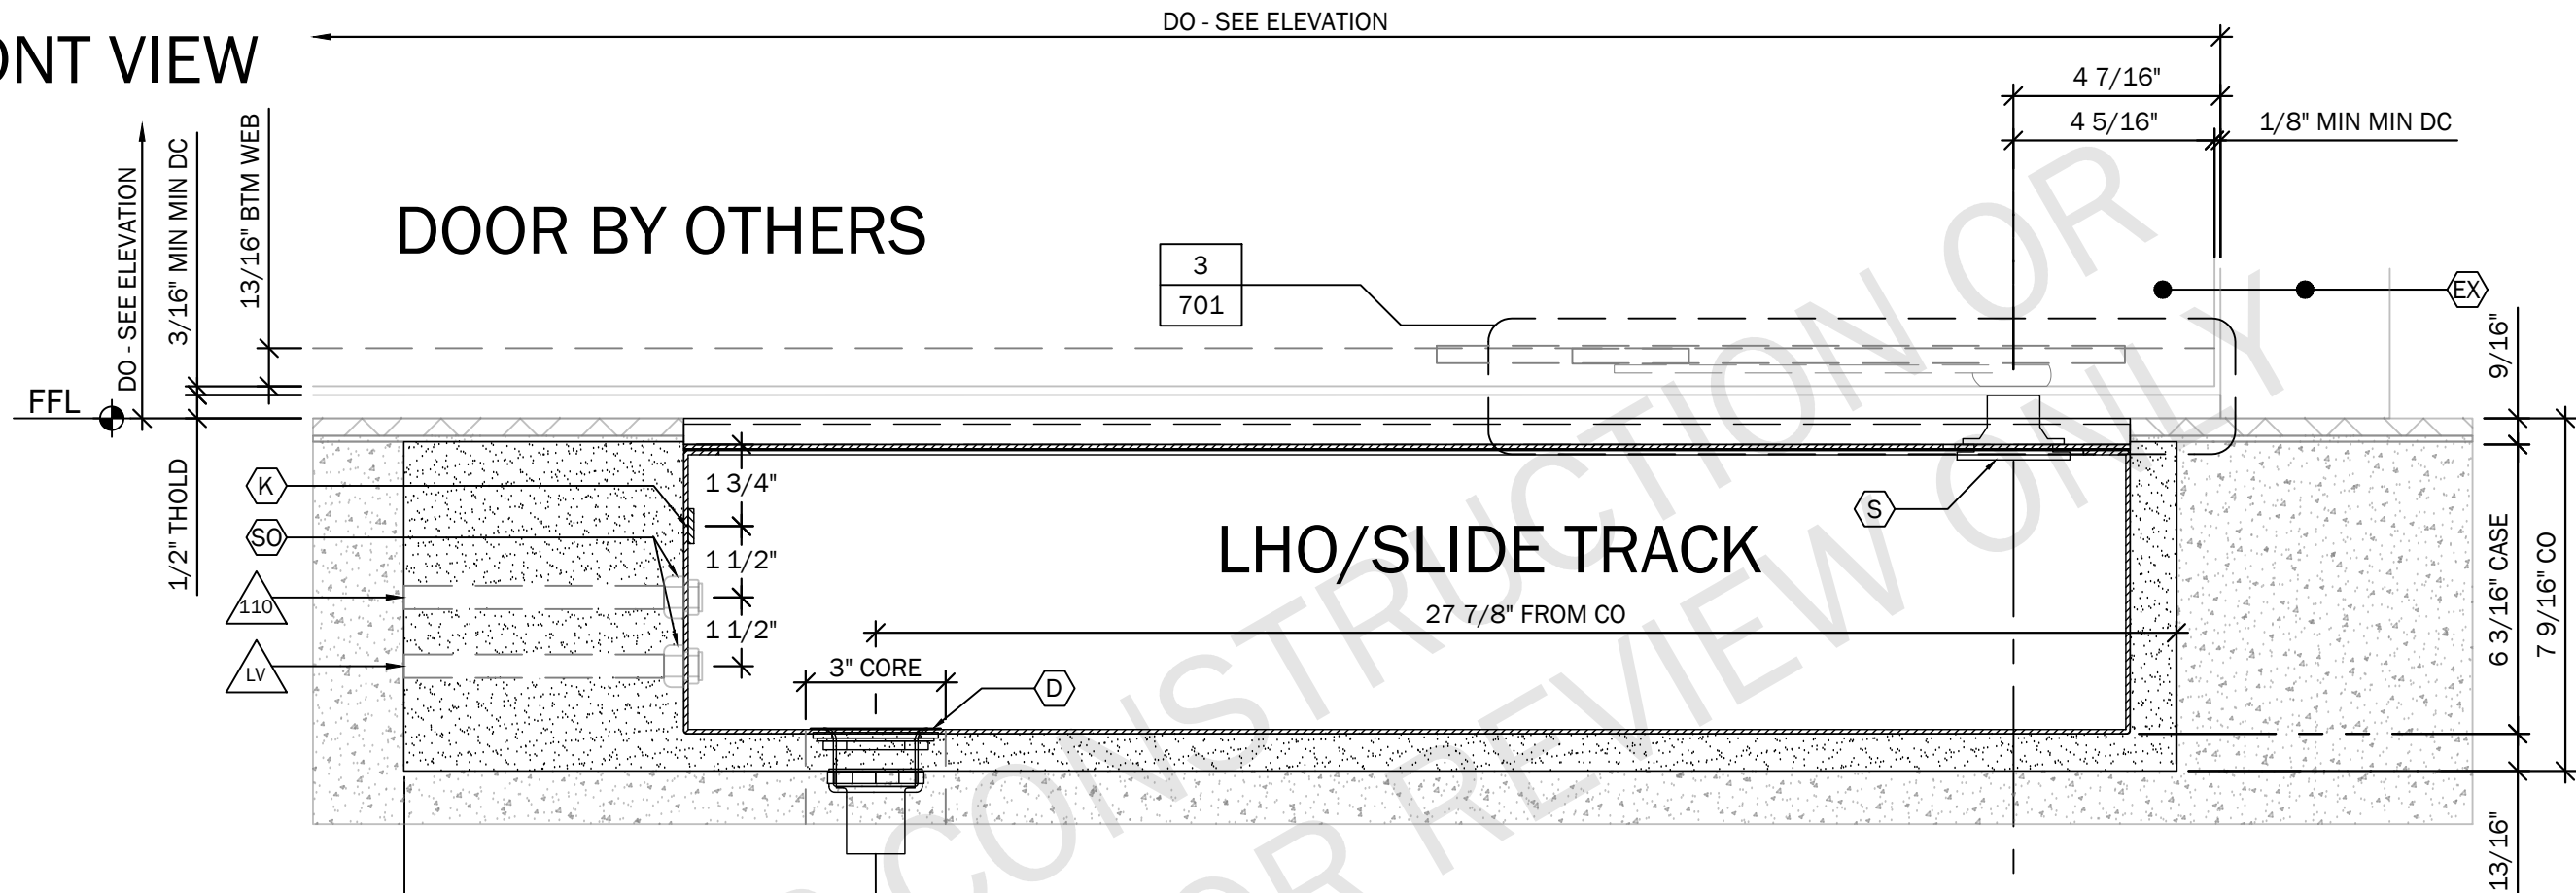 DO - SEE ELEVATION
ONT VIEW
4 7/16"
4 5/16"
1/8" MIN MIN DC
DO - SEE ELEVATION
3/16" MIN MIN DC
13/16" BTM WEB
DOOR BY OTHERS
3
701
EX
9/16"
FFL
1/2" THOLD
K
SO
110
LV
1 3/4"
1 1/2"
1 1/2"
S
LHO/SLIDE TRACK
27 7/8" FROM CO
3" CORE
D
6 3/16" CASE
7 9/16" CO
13/16"
CONSTRUCTION OR
OR REVIEW ONLY